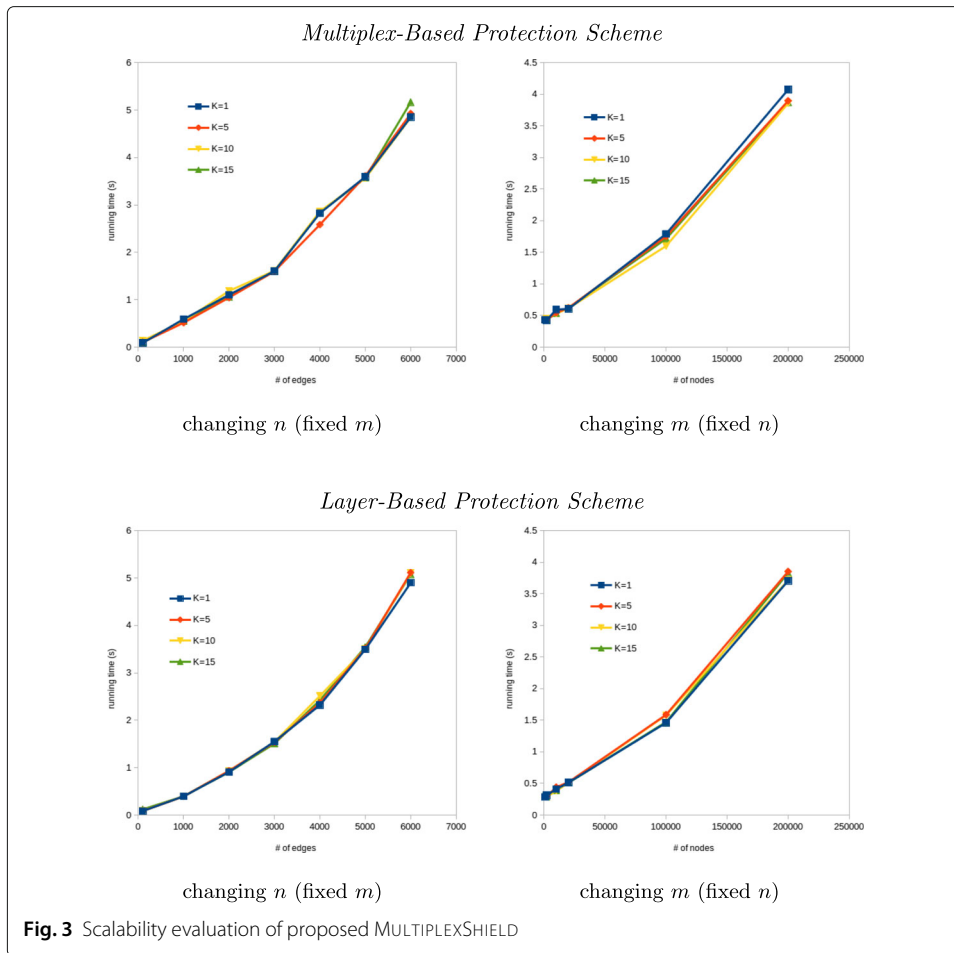 Multiplex-Based Protection Scheme
6
5
4
3
2
1
0
running time (s)
K=1
K=5
K=10
K=15
0 1000 2000 3000 4000 5000 6000 7000
# of edges
changing n (fixed m)
4.5
4
3.5
3
2.5
2
1.5
1
0.5
0
running time (s)
K=1
K=5
K=10
K=15
0 50000 100000 150000 200000 250000
# of nodes
changing m (fixed n)
Layer-Based Protection Scheme
6
5
4
3
2
1
0
running time (s)
K=1
K=5
K=10
K=15
0 1000 2000 3000 4000 5000 6000 7000
# of edges
changing n (fixed m)
4.5
4
3.5
3
2.5
2
1.5
1
0.5
0
running time (s)
K=1
K=5
K=10
K=15
0 50000 100000 150000 200000 250000
# of nodes
changing m (fixed n)
Fig. 3 Scalability evaluation of proposed MULTIPLEXSHIELD